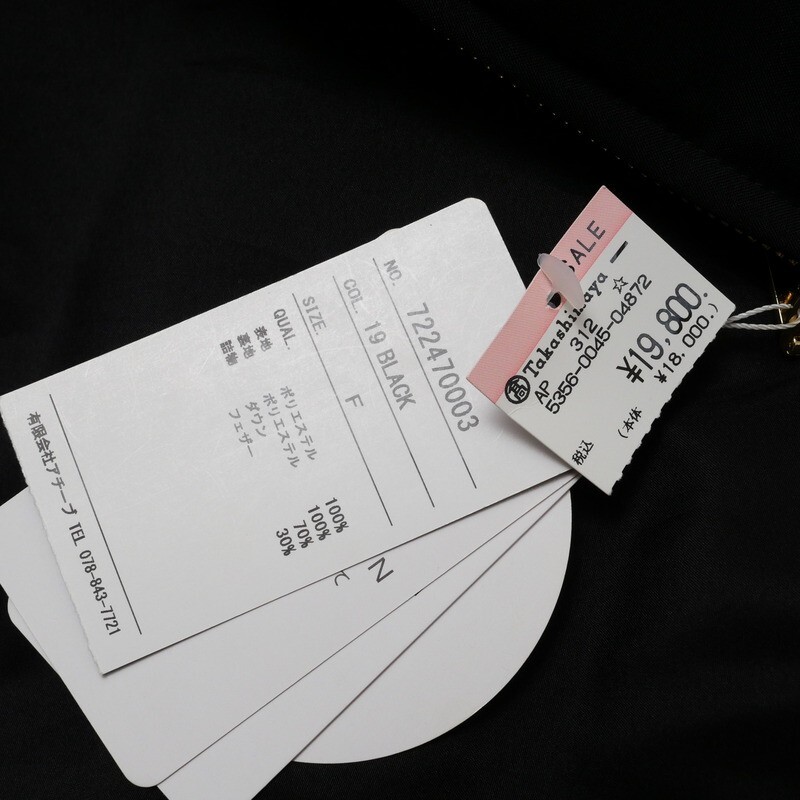 NO. 722470003
COL. 19 BLACK
SIZE. F
QUAL.
表地 ポリエステル 100%
裏地 ポリエステル 100%
詰物 ダウン 70%
フェザー 30%
有限会社アチーブ TEL 078-843-7721
SALE
髙 Takashimaya
AP 312 ☆
5356-0045-04872
¥19,800.
税込 (本体 ¥18,000.)
N